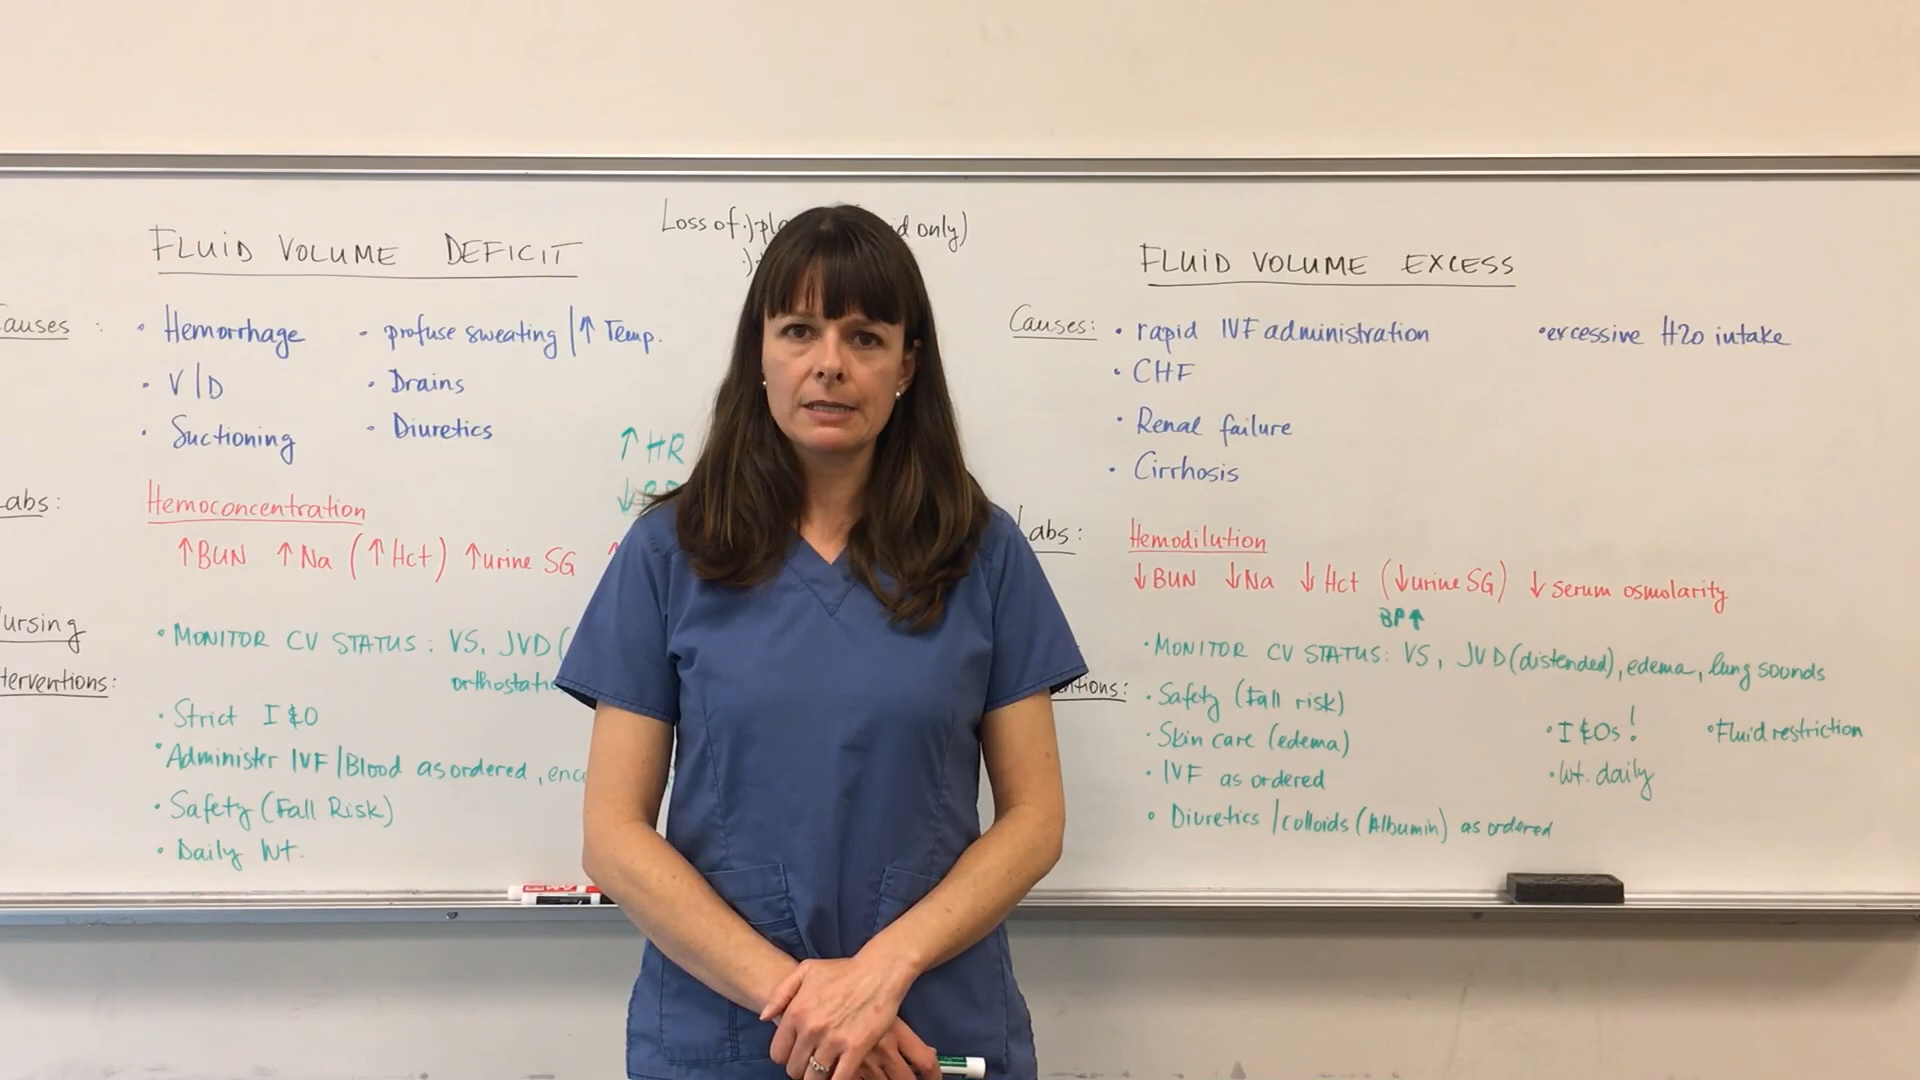 Loss of :) d only)
FLUID VOLUME DEFICIT
auses :
• Hemorrhage
• profuse sweating / ↑ Temp.
• V/D
• Drains
• Suctioning
• Diuretics
↑ HR
↓
abs:
Hemoconcentration
↑BUN ↑Na (↑Hct) ↑urine SG ↑
ursing
terventions:
• MONITOR CV STATUS: VS, JVD (
orthostatic
• Strict I&O
• Administer IVF/Blood as ordered,
• Safety (Fall Risk)
• Daily Wt.
FLUID VOLUME EXCESS
Causes:
• rapid IVF administration
• excessive H2o intake
• CHF
• Renal failure
• Cirrhosis
Labs:
Hemodilution
↓BUN ↓Na ↓Hct (↓urine SG) ↓ serum osmolarity
BP↑
ntions:
• MONITOR CV STATUS: VS, JVD (distended), edema, lung sounds
• Safety (Fall risk)
• Skin care (edema)
• IVF as ordered
• Diuretics/colloids (Albumin) as ordered
• I&Os!
• Fluid restriction
• Wt. daily